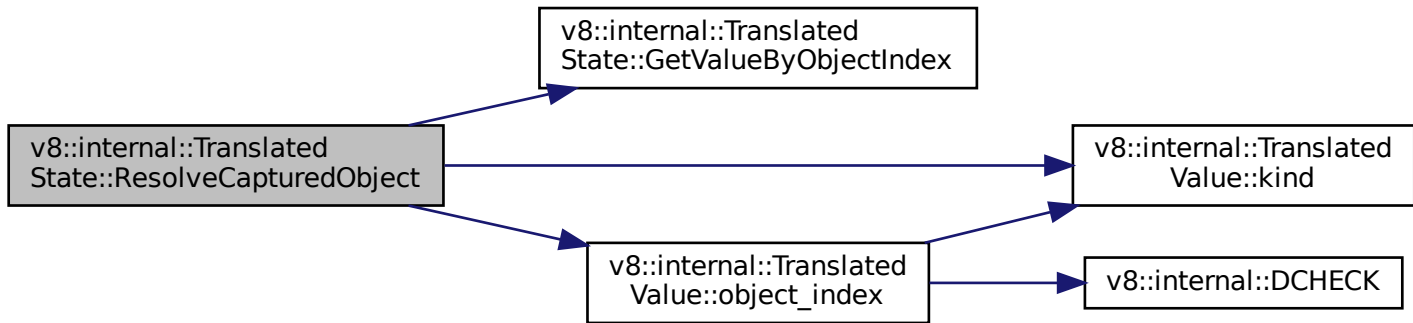 v8::internal::Translated
State::GetValueByObjectIndex
v8::internal::Translated
State::ResolveCapturedObject
v8::internal::Translated
Value::kind
v8::internal::Translated
Value::object_index
v8::internal::DCHECK